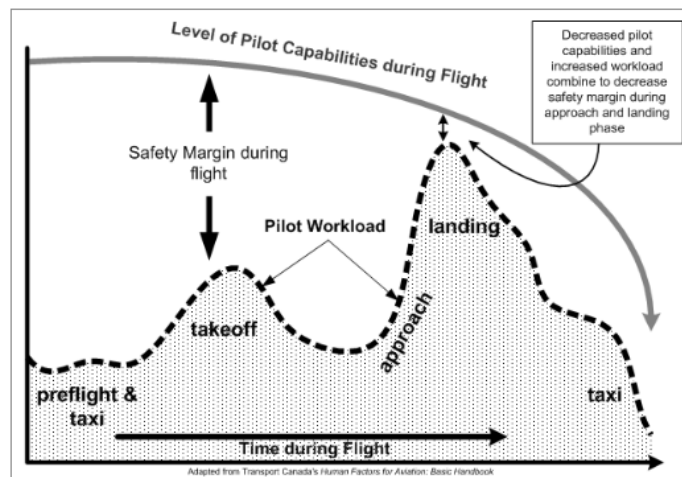 Level of Pilot Capabilities during Flight
Decreased pilot
capabilities and
increased workload
combine to decrease
safety margin during
approach and landing
phase
Safety Margin during
flight
Pilot Workload
landing
takeoff
approach
preflight &
taxi
taxi
Time during Flight
Adapted from Transport Canada's Human Factors for Aviation: Basic Handbook